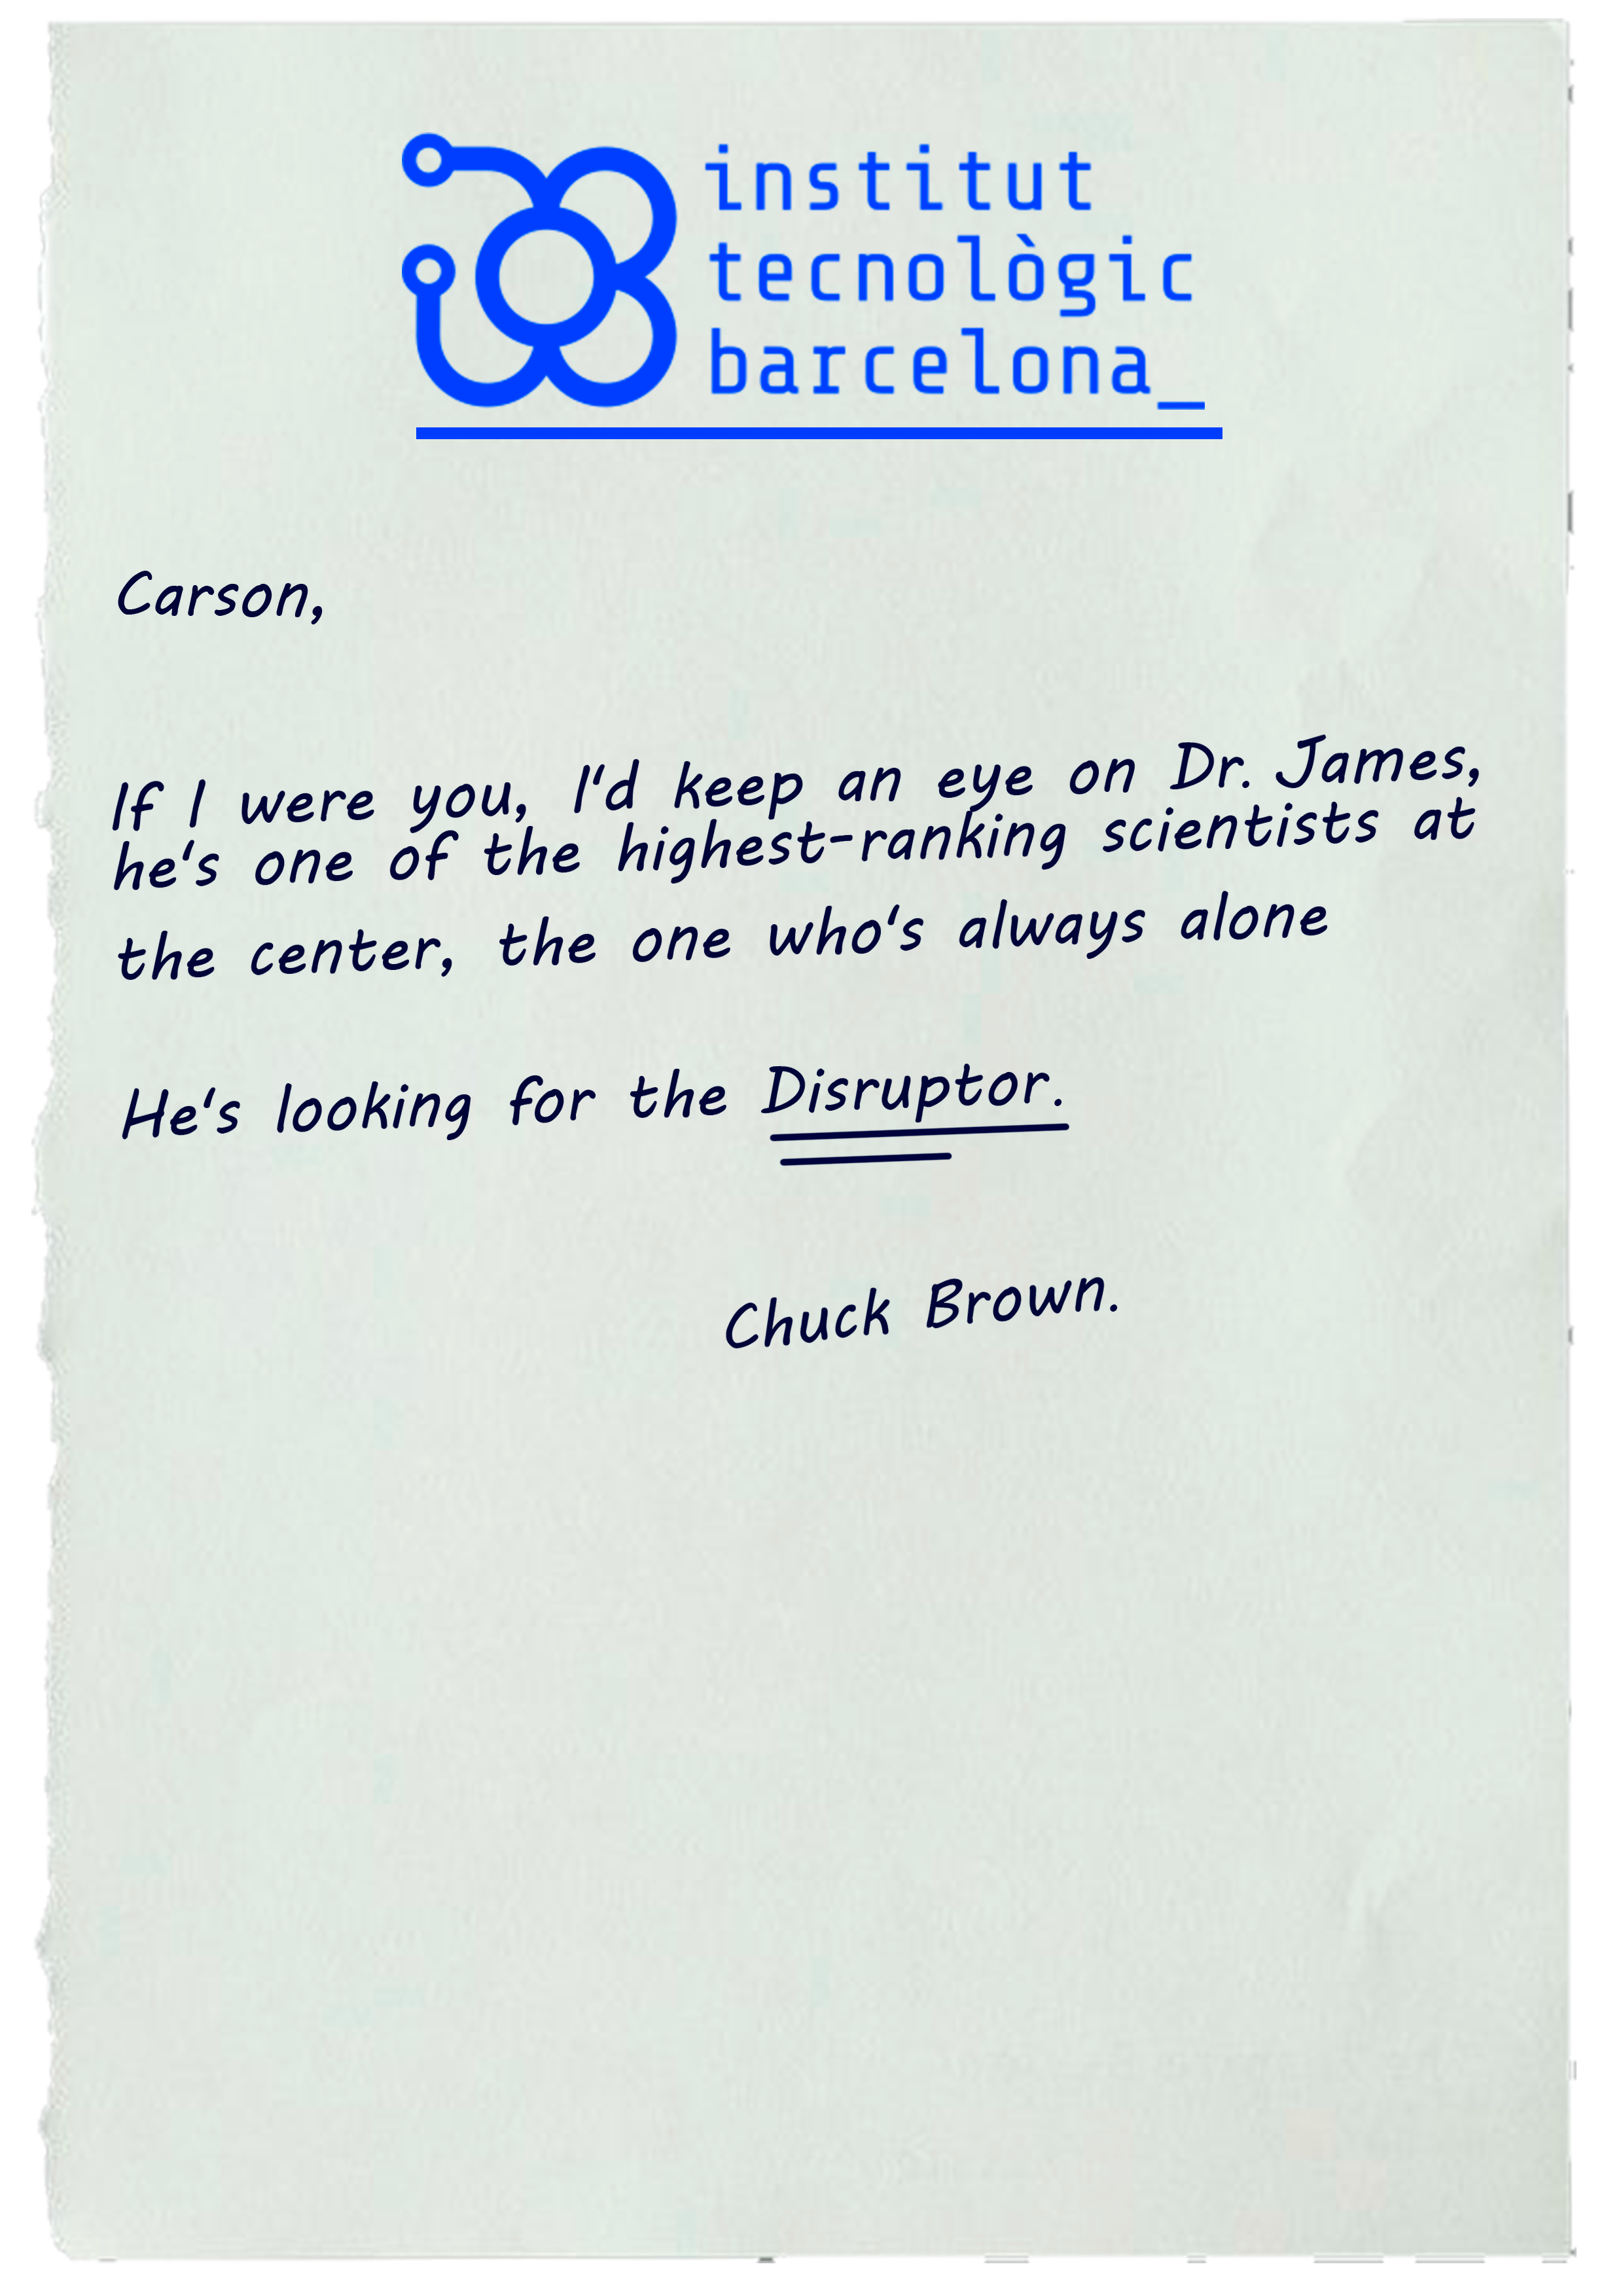 institut
tecnològic
barcelona_
Carson,
If I were you, I'd keep an eye on Dr. James,
he's one of the highest-ranking scientists at
the center, the one who's always alone
He's looking for the Disruptor.
Chuck Brown.